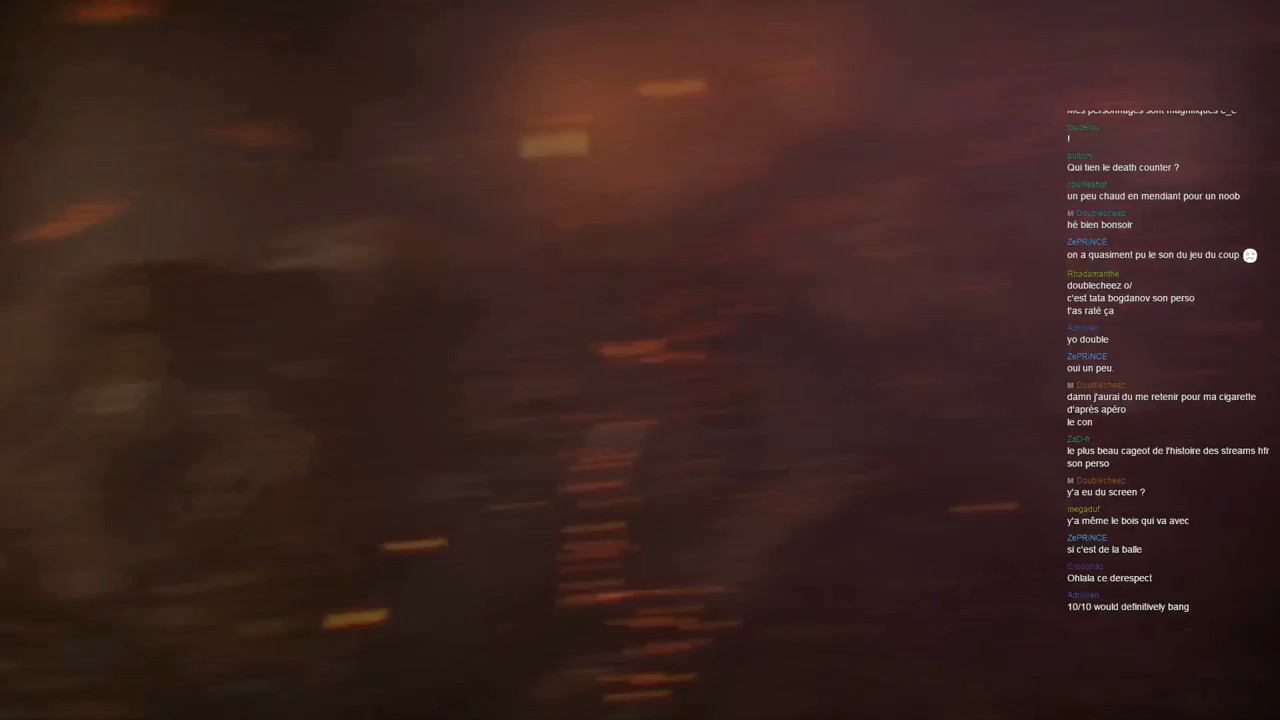 Mes personnages sont magnifiques è_é
!
Qui tien le death counter ?
un peu chaud en mendiant pour un noob
M Doublecheez
hé bien bonsoir
ZePRiNCE
on a quasiment pu le son du jeu du coup
Rhadamanthe
doublecheez o/
c'est tata bogdanov son perso
t'as raté ça
yo double
ZePRiNCE
oui un peu.
M Doublecheez
damn j'aurai du me retenir pour ma cigarette
d'après apéro
le con
ZaD-fr
le plus beau cageot de l'histoire des streams hfr
son perso
M Doublecheez
y'a eu du screen ?
megaduf
y'a même le bois qui va avec
ZePRiNCE
si c'est de la balle
Ohlala ce derespect
10/10 would definitively bang